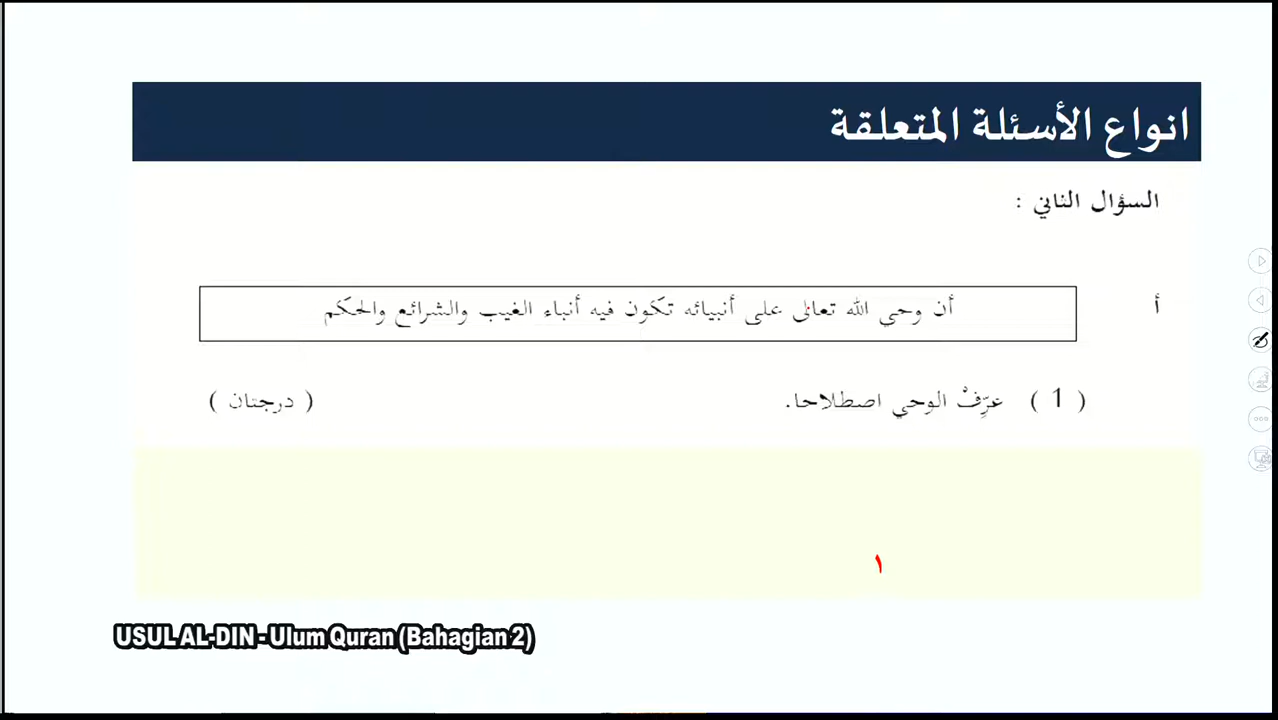 انواع الأسئلة المتعلقة
السؤال الثاني :
أ
أن وحي الله تعالى على أنبيائه تكون فيه أنباء الغيب والشرائع والحكم
( 1 ) عرِّفْ الوحي اصطلاحا. ( درجتان )
١
USUL AL-DIN - Ulum Quran (Bahagian 2)